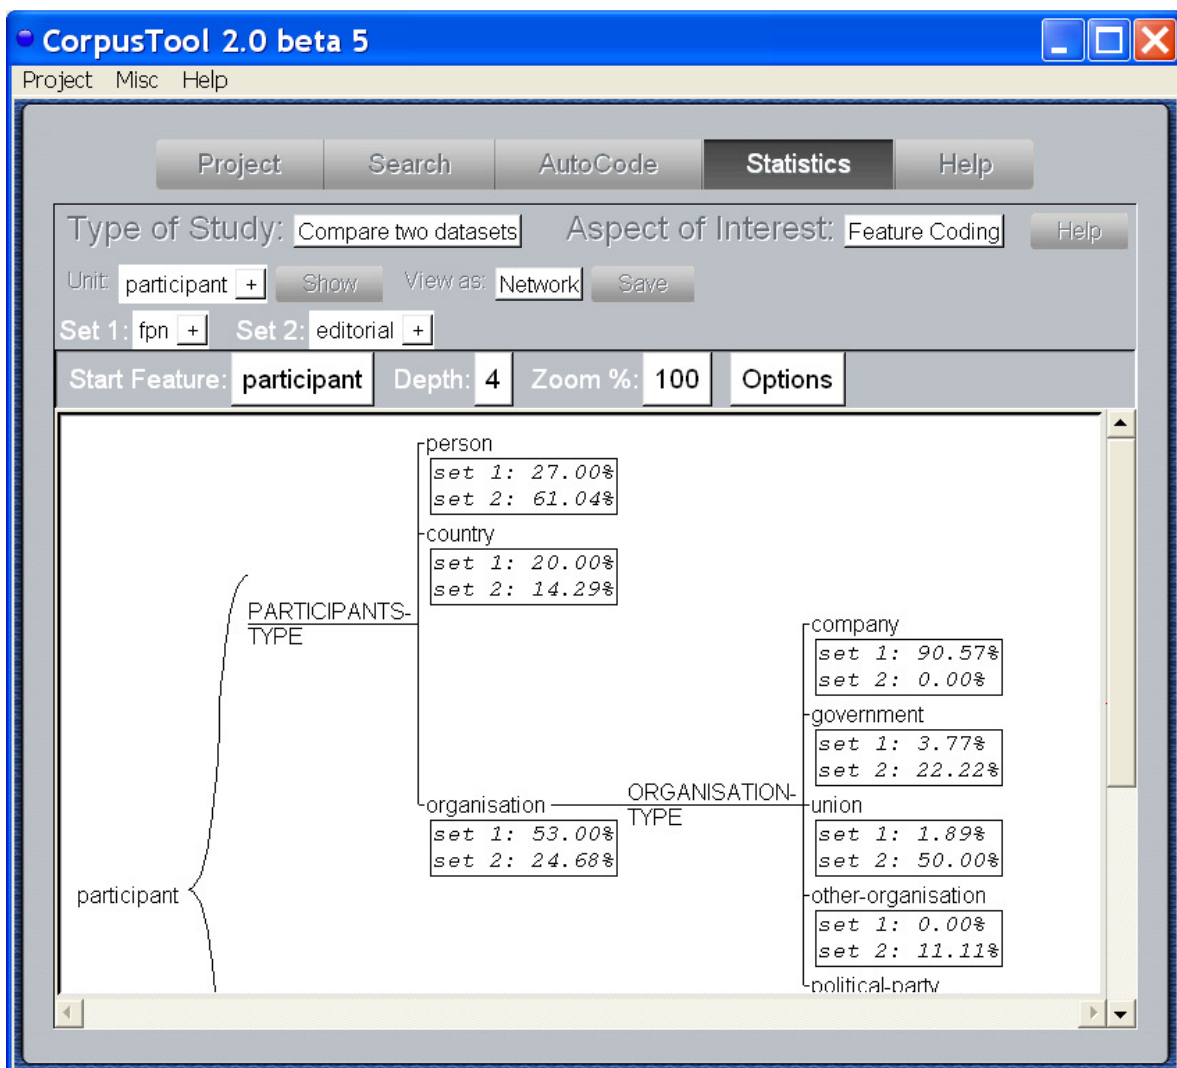 CorpusTool 2.0 beta 5
Project Misc Help
Project Search AutoCode Statistics Help
Type of Study: Compare two datasets Aspect of Interest: Feature Coding Help
Unit: participant + Show View as: Network Save
Set 1: fpn + Set 2: editorial +
Start Feature: participant Depth: 4 Zoom %: 100 Options
person
set 1: 27.00%
set 2: 61.04%
country
set 1: 20.00%
set 2: 14.29%
PARTICIPANTS-
TYPE
company
set 1: 90.57%
set 2: 0.00%
government
set 1: 3.77%
set 2: 22.22%
organisation
set 1: 53.00%
set 2: 24.68%
ORGANISATION-
TYPE
union
set 1: 1.89%
set 2: 50.00%
participant
other-organisation
set 1: 0.00%
set 2: 11.11%
political-party